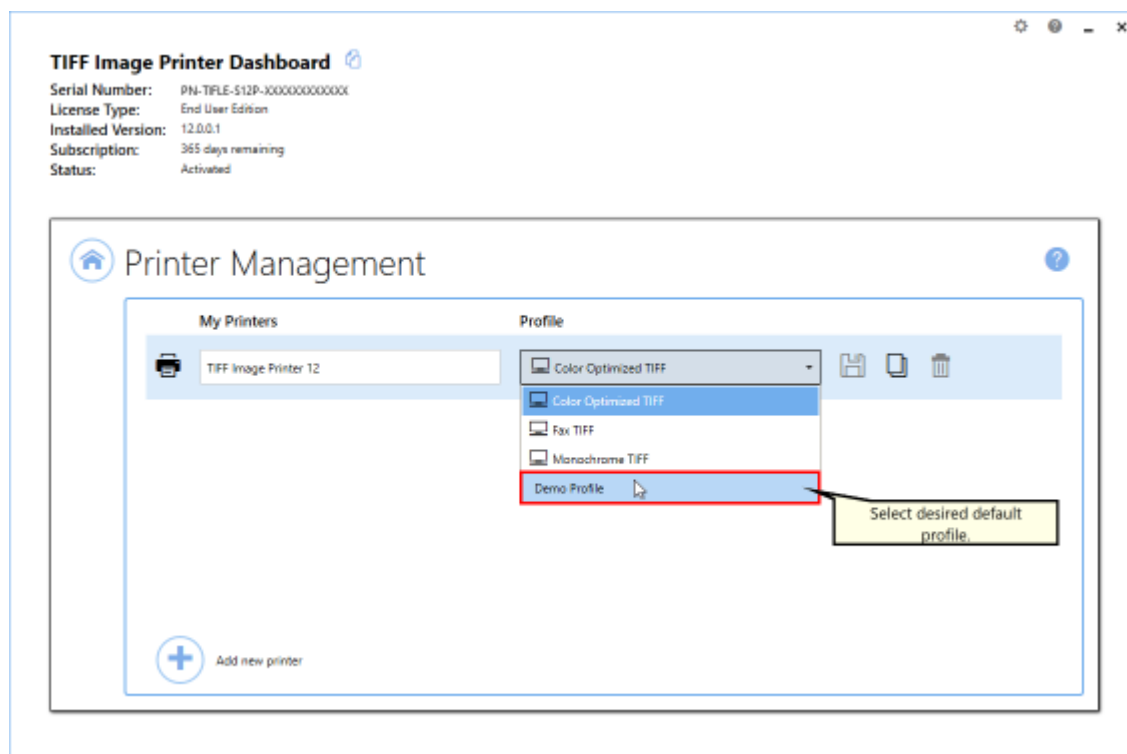 TIFF Image Printer Dashboard
Serial Number: PN-TIFLE-S12P-XXXXXXXXXXXX
License Type: End User Edition
Installed Version: 12.0.0.1
Subscription: 365 days remaining
Status: Activated
Printer Management
?
My Printers Profile
TIFF Image Printer 12 Color Optimized TIFF
Color Optimized TIFF
Fax TIFF
Monochrome TIFF
Demo Profile
Select desired default
profile.
Add new printer